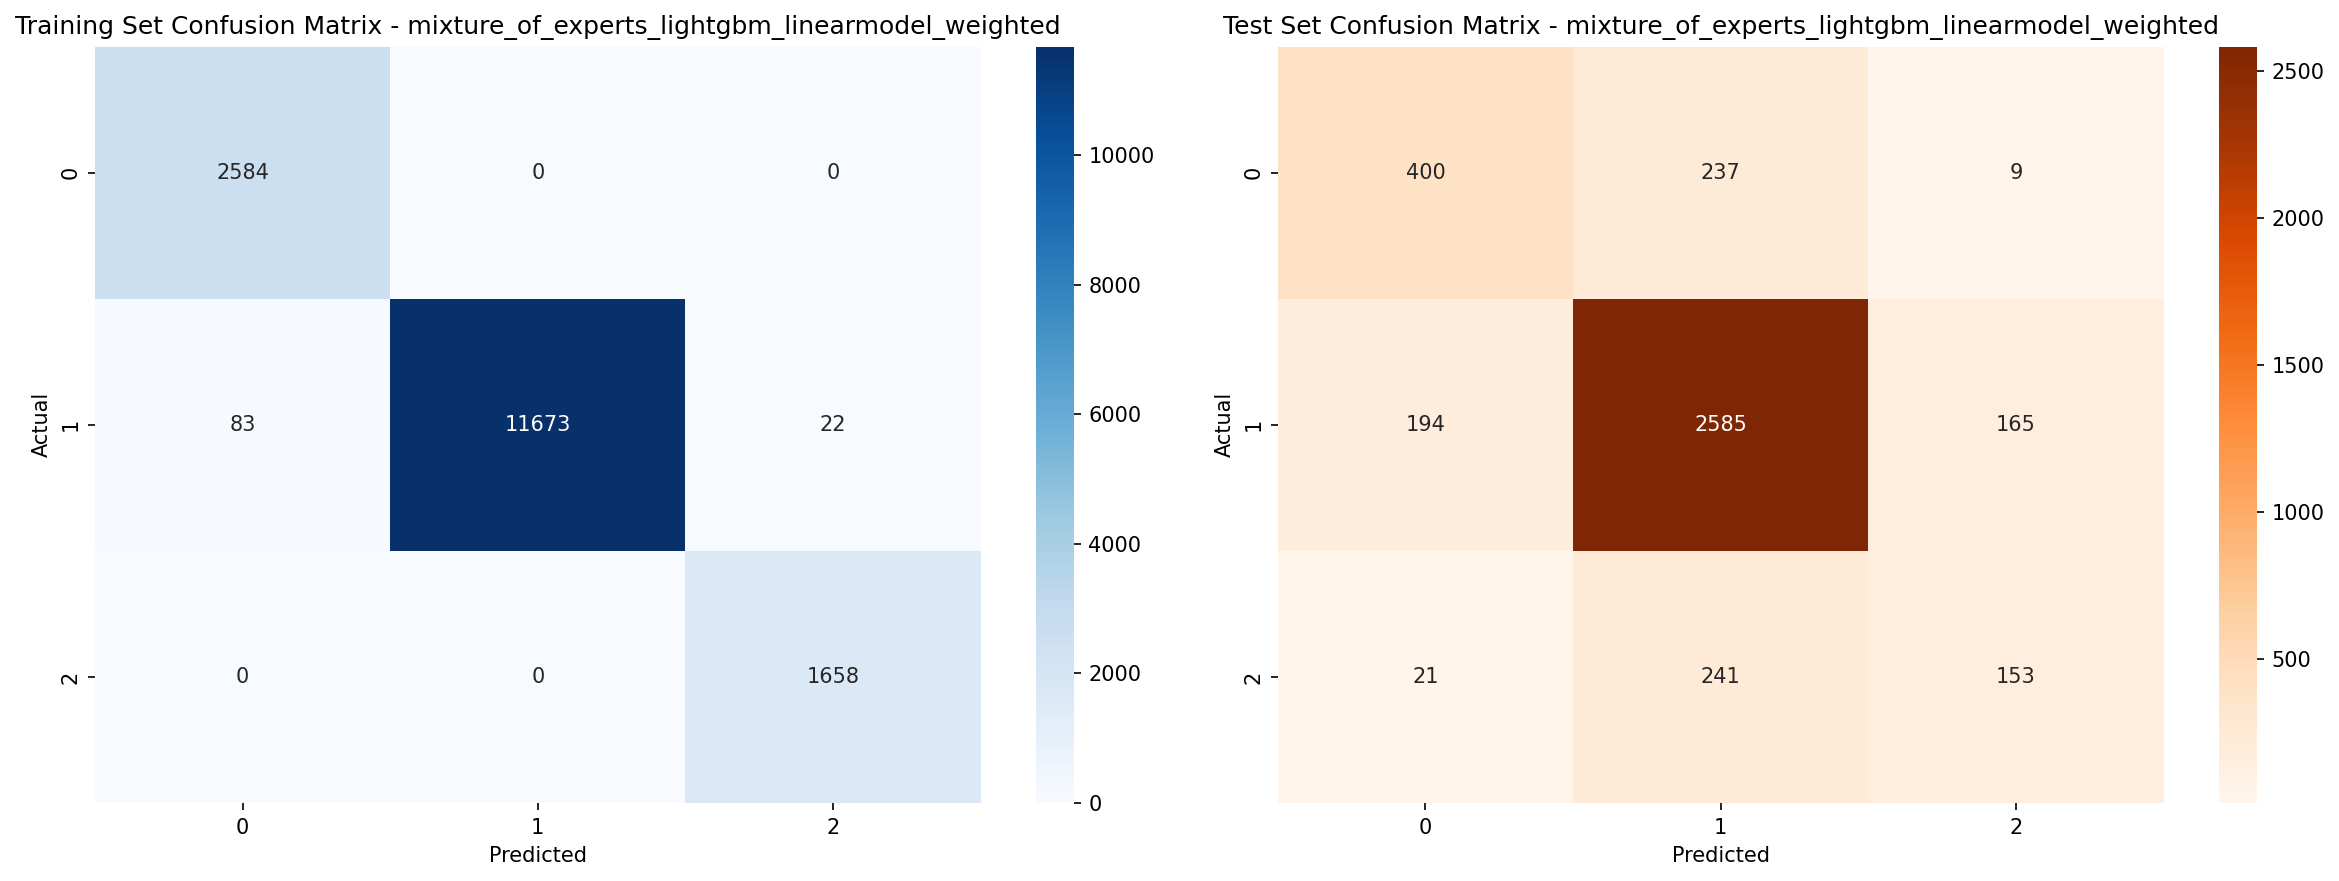 Training Set Confusion Matrix - mixture_of_experts_lightgbm_linearmodel_weighted
2584 0 0
83 11673 22
0 0 1658
0
1
2
Actual
0 1 2
Predicted
10000
8000
6000
4000
2000
0
Test Set Confusion Matrix - mixture_of_experts_lightgbm_linearmodel_weighted
400 237 9
194 2585 165
21 241 153
0
1
2
Actual
0 1 2
Predicted
2500
2000
1500
1000
500